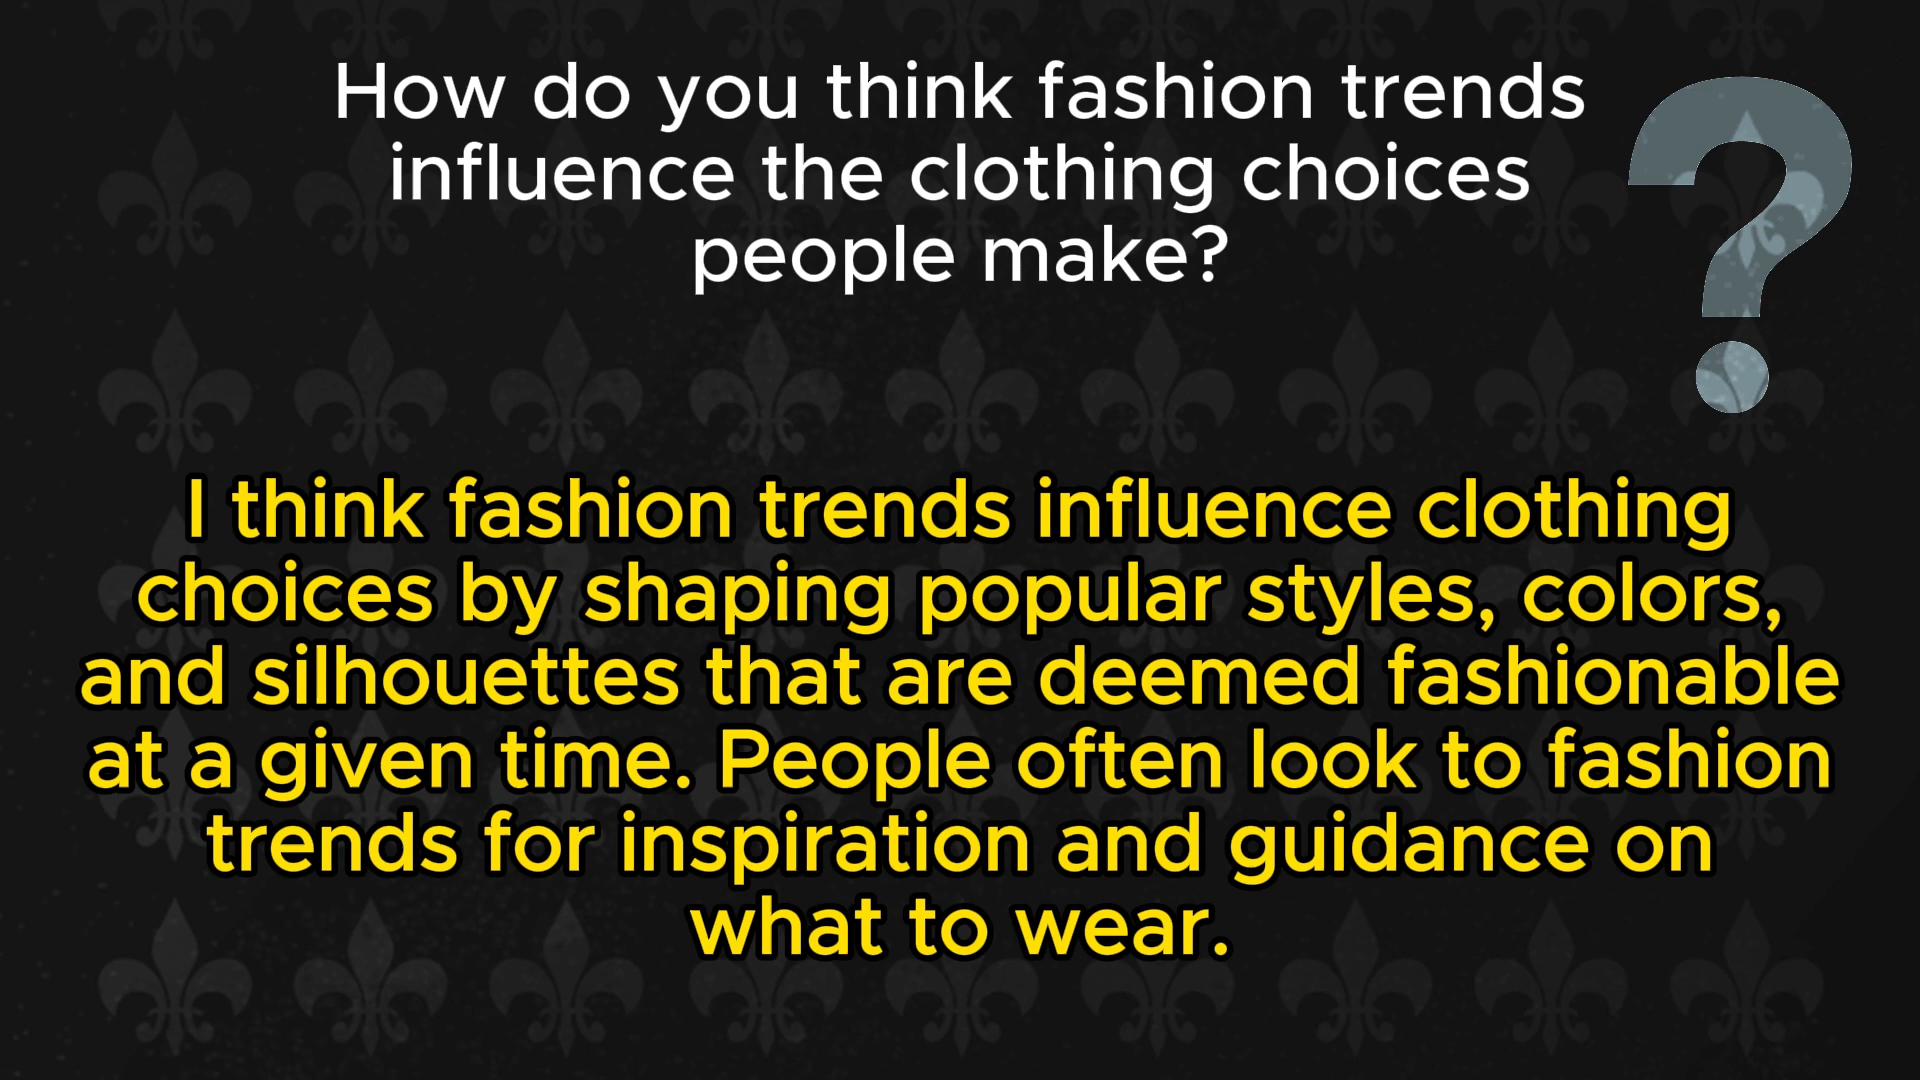 How do you think fashion trends
influence the clothing choices
people make?
?
I think fashion trends influence clothing
choices by shaping popular styles, colors,
and silhouettes that are deemed fashionable
at a given time. People often look to fashion
trends for inspiration and guidance on
what to wear.